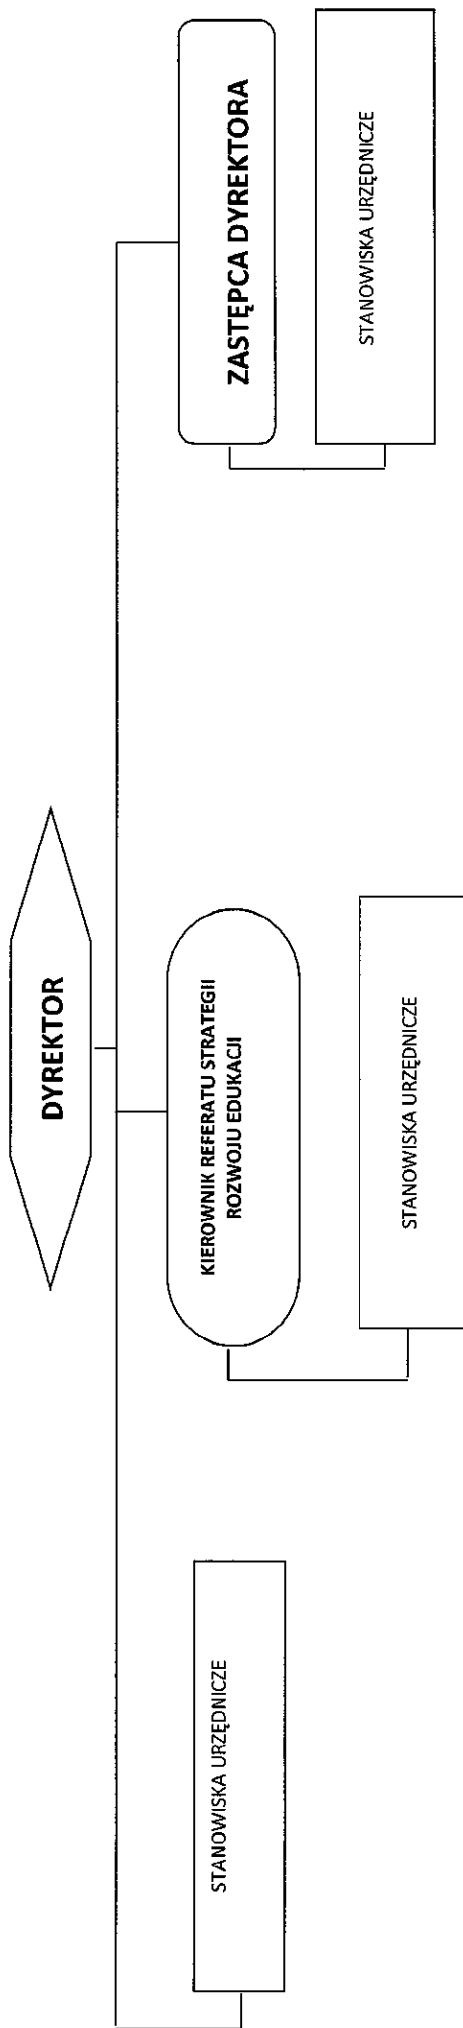 DYREKTOR
STANOWISKA URZĘDNICZE
KIEROWNIK REFERATU STRATEGII
ROZWOJU EDUKACJI
STANOWISKA URZĘDNICZE
ZASTĘPCA DYREKTORA
STANOWISKA URZĘDNICZE